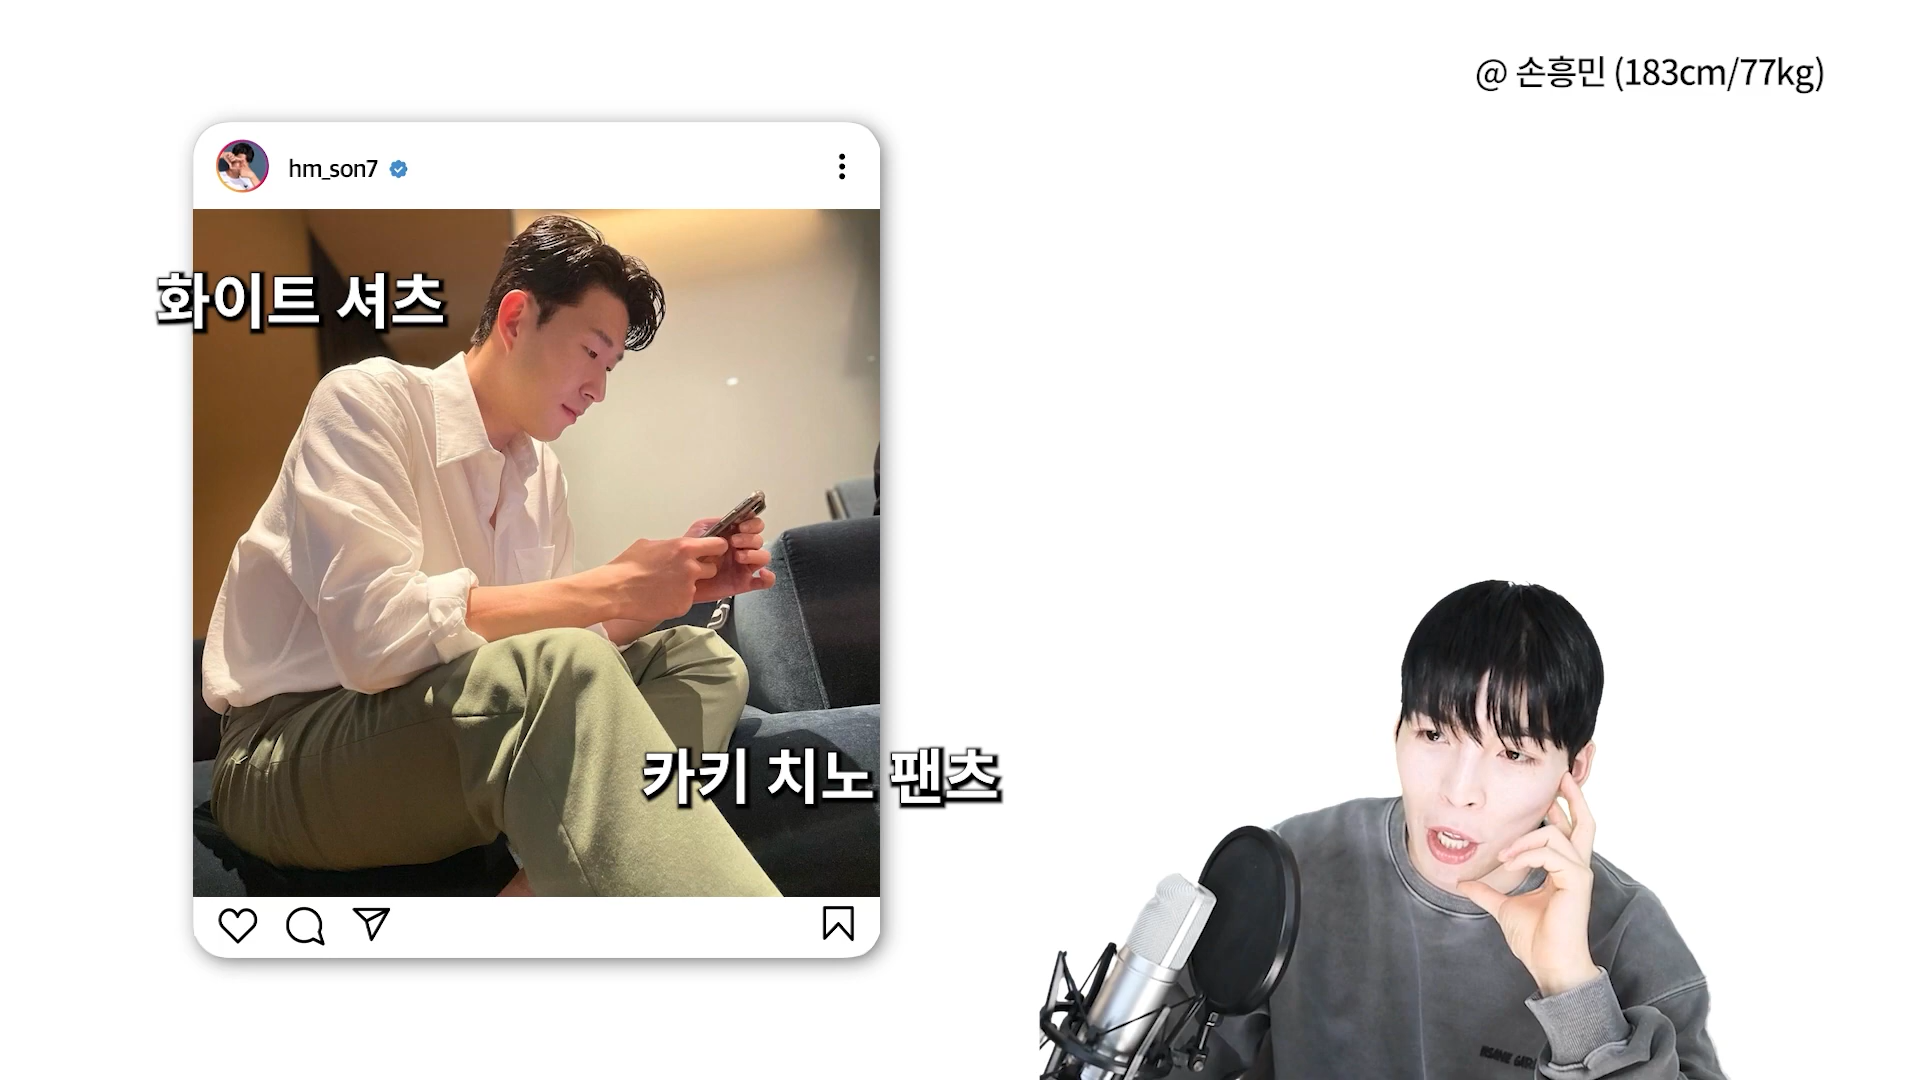 @ 손흥민 (183cm/77kg)
hm_son7
화이트 셔츠
카키 치노 팬츠